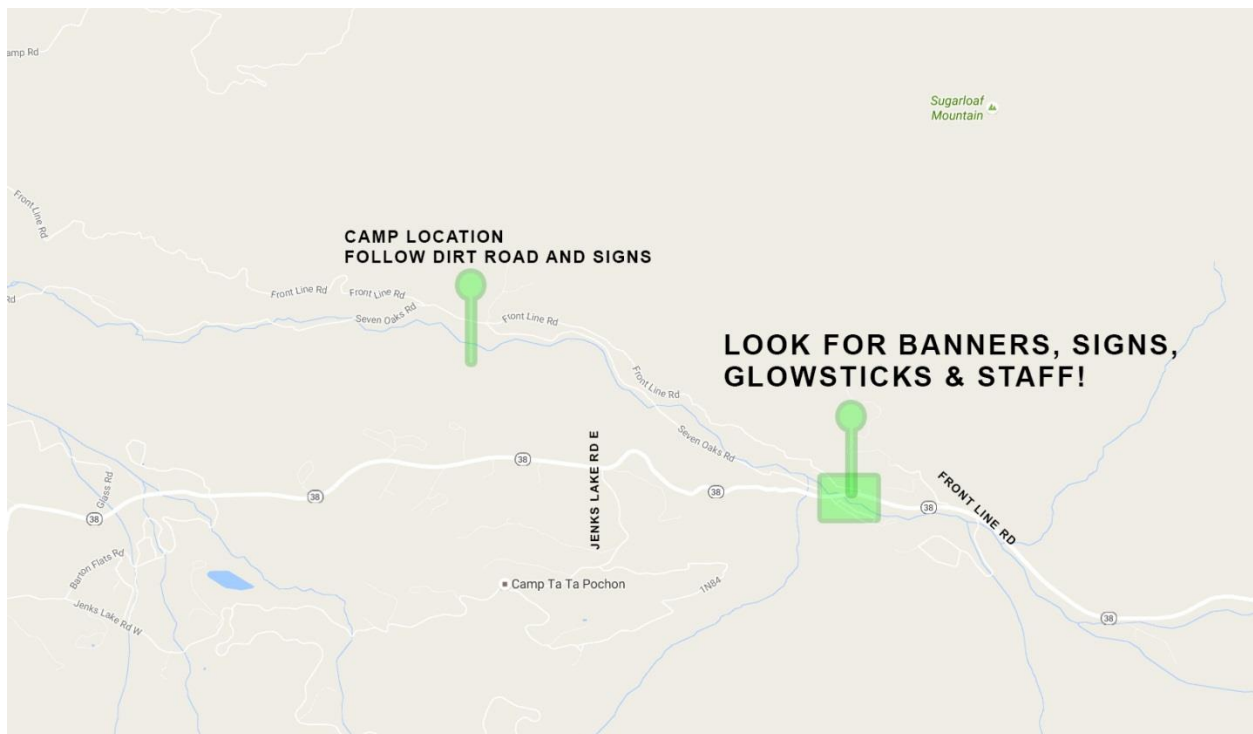 amp Rd
Sugarloaf
Mountain
Front Line Rd
CAMP LOCATION
FOLLOW DIRT ROAD AND SIGNS
Front Line Rd
Front Line Rd
Rd
Seven Oaks Rd
Front Line Rd
LOOK FOR BANNERS, SIGNS,
GLOWSTICKS & STAFF!
Front Line Rd
Seven Oaks Rd
JENKS LAKE RD E
38
38
38
38
38
Glass Rd
FRONT LINE RD
Barton Flats Rd
Camp Ta Ta Pochon
1N84
Jenks Lake Rd W
38